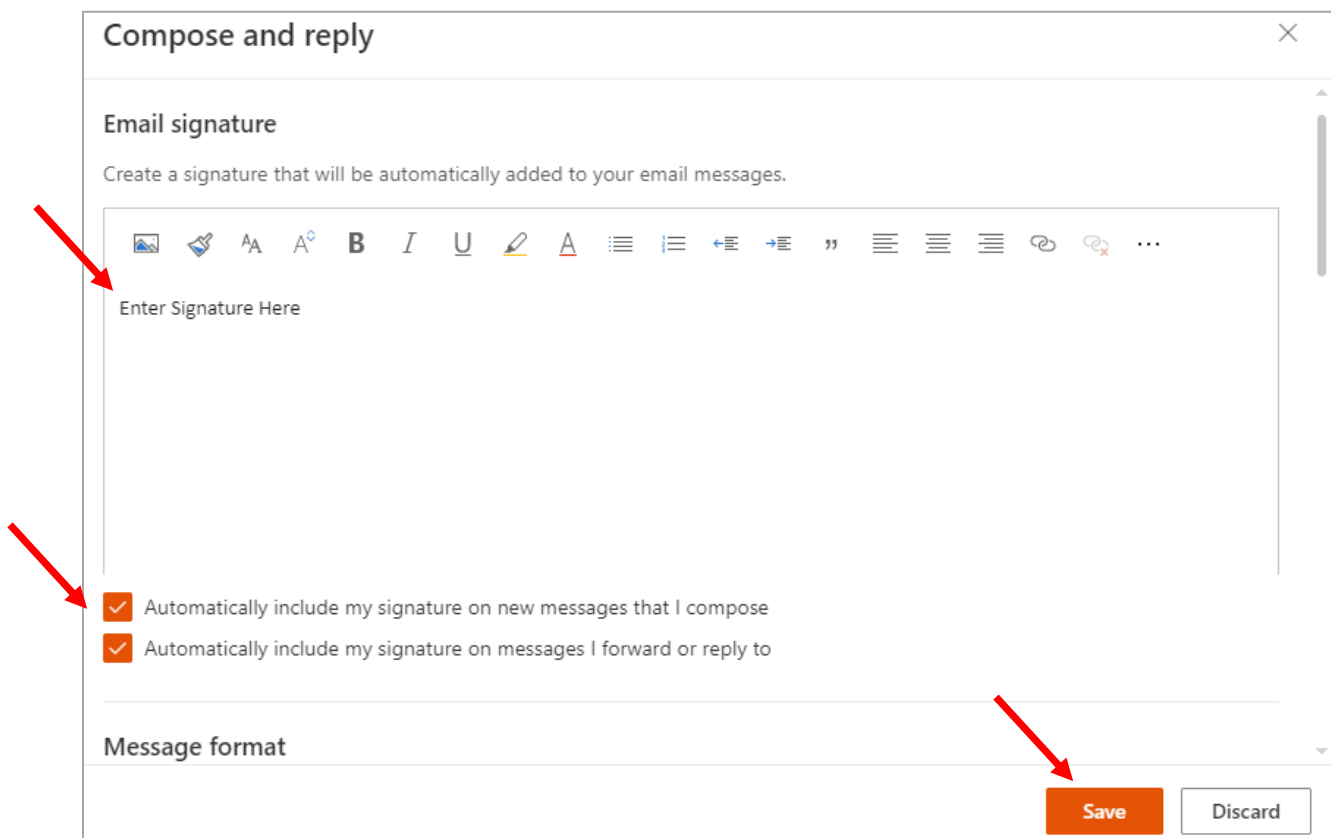 Compose and reply
Email signature
Create a signature that will be automatically added to your email messages.
Enter Signature Here
Automatically include my signature on new messages that I compose
Automatically include my signature on messages I forward or reply to
Message format
Save Discard